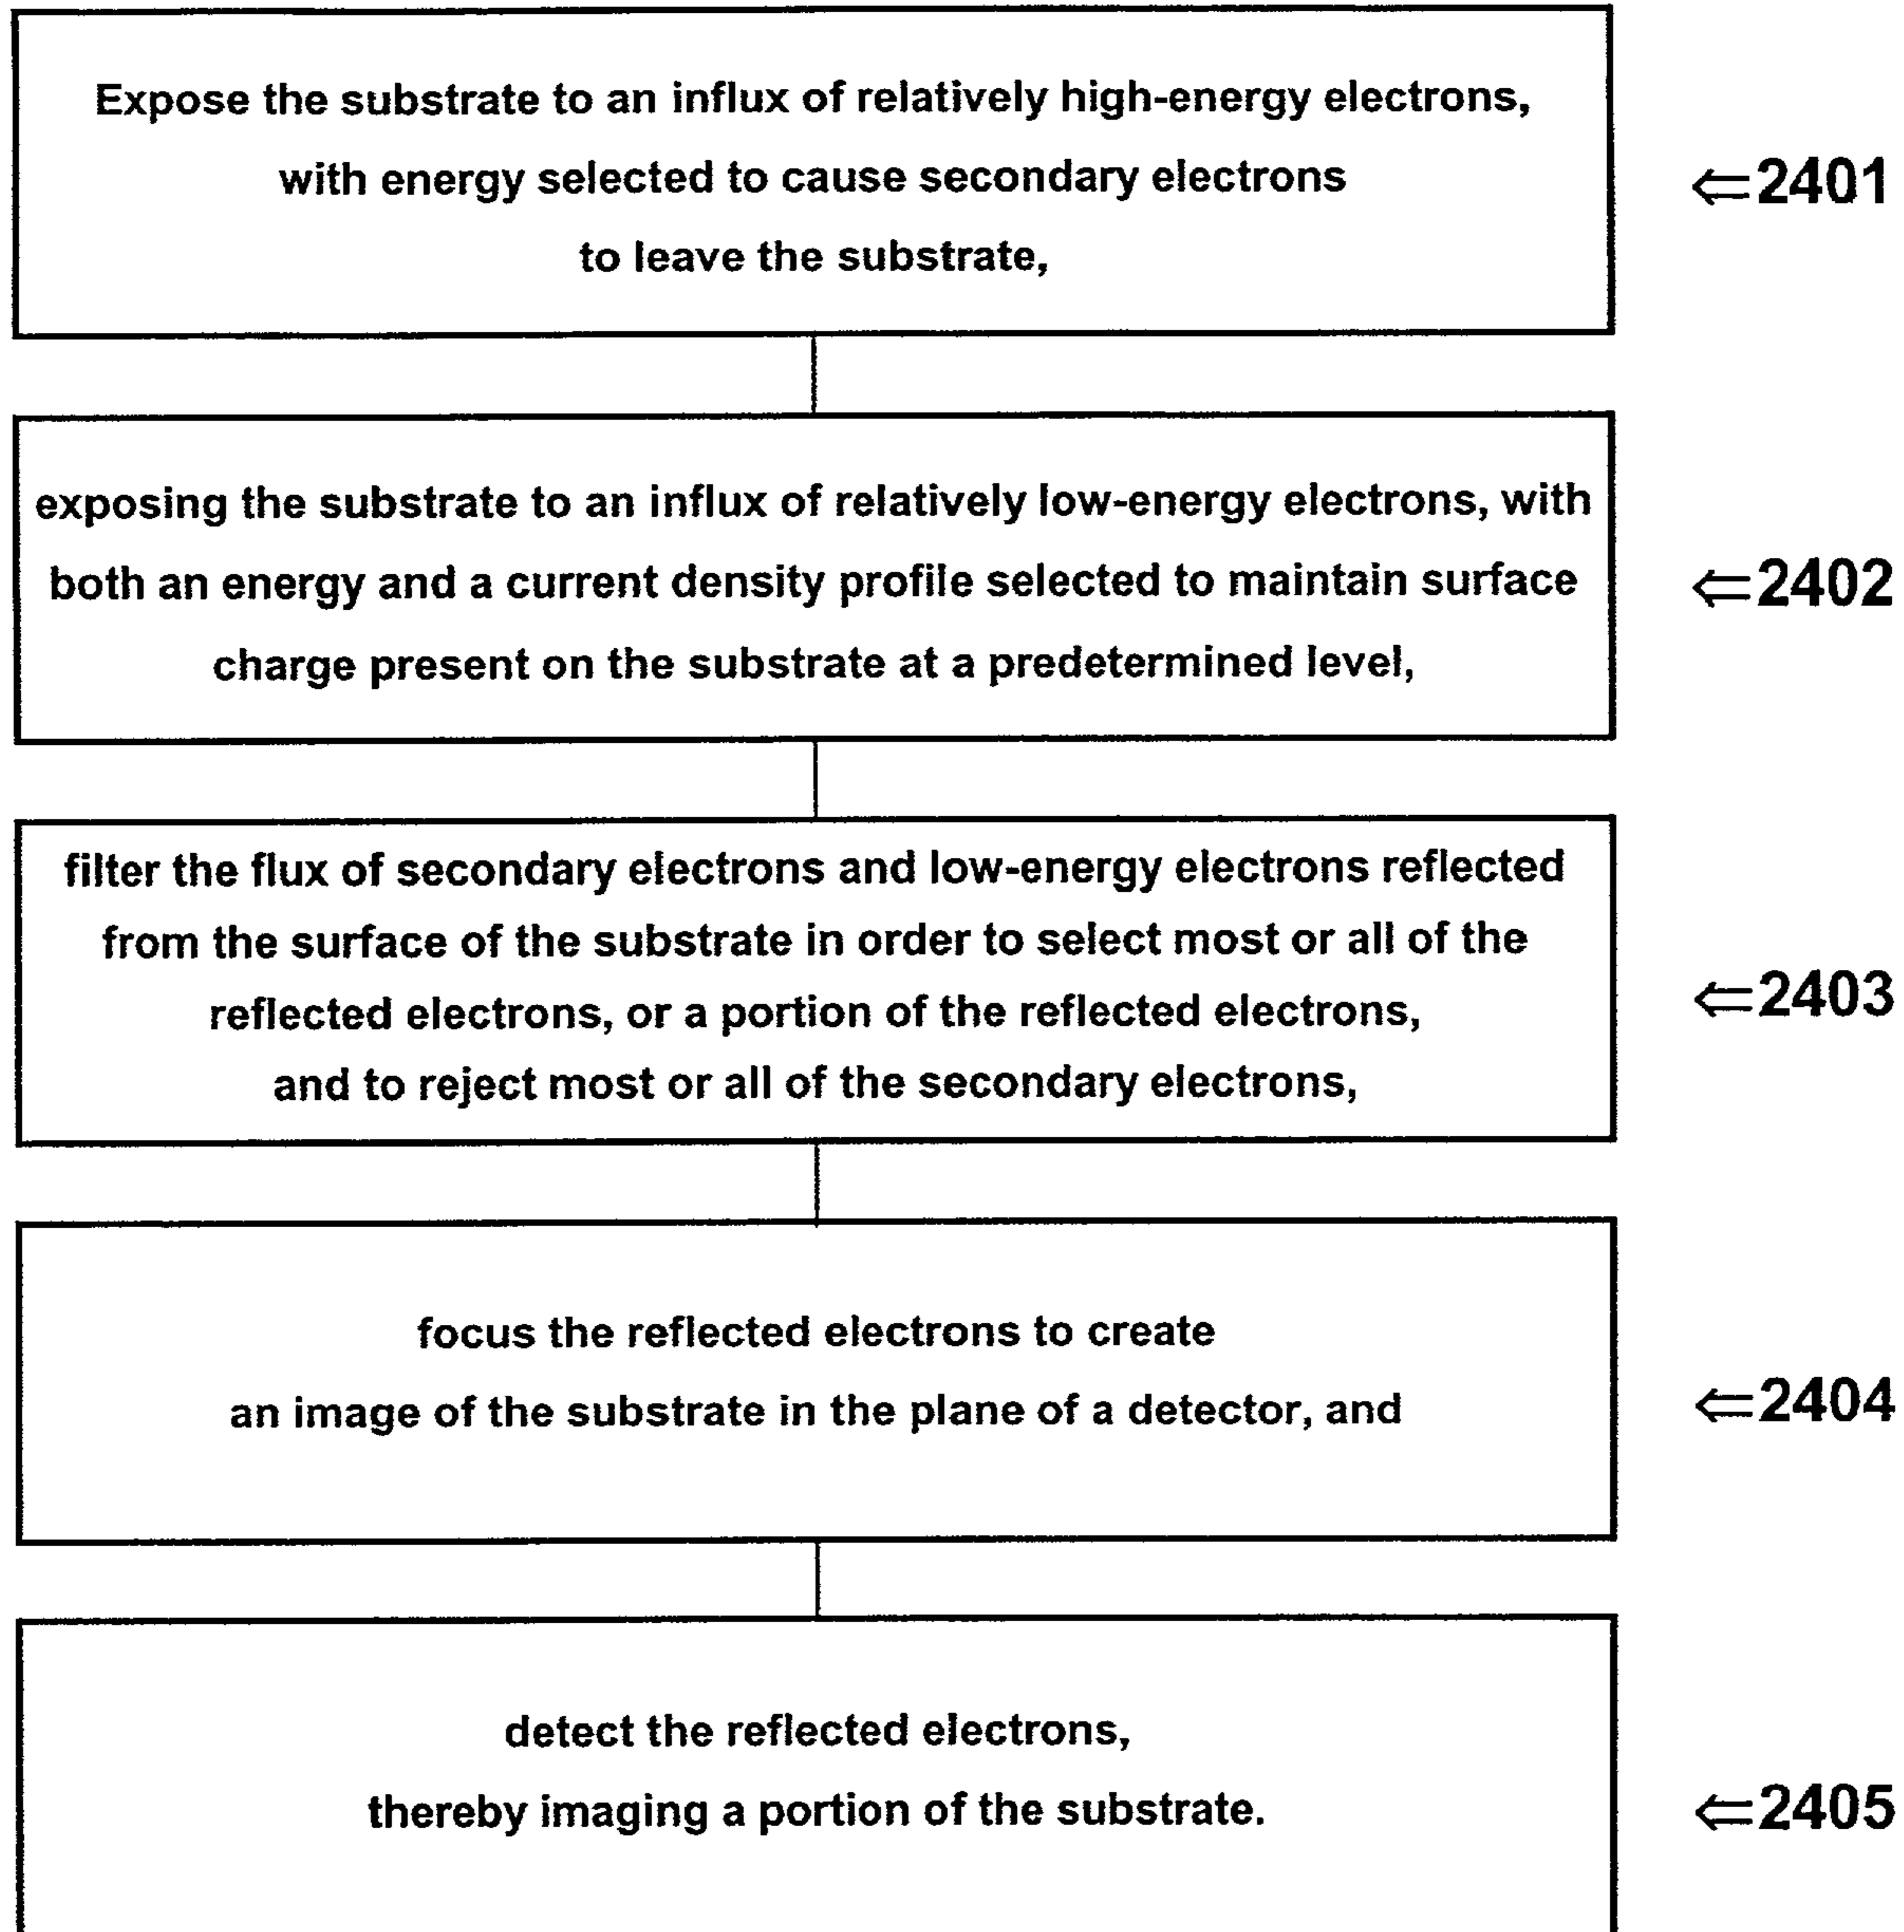 Expose the substrate to an influx of relatively high-energy electrons,
with energy selected to cause secondary electrons
to leave the substrate,
⇐2401
exposing the substrate to an influx of relatively low-energy electrons, with
both an energy and a current density profile selected to maintain surface
charge present on the substrate at a predetermined level,
⇐2402
filter the flux of secondary electrons and low-energy electrons reflected
from the surface of the substrate in order to select most or all of the
reflected electrons, or a portion of the reflected electrons,
and to reject most or all of the secondary electrons,
⇐2403
focus the reflected electrons to create
an image of the substrate in the plane of a detector, and
⇐2404
detect the reflected electrons,
thereby imaging a portion of the substrate.
⇐2405